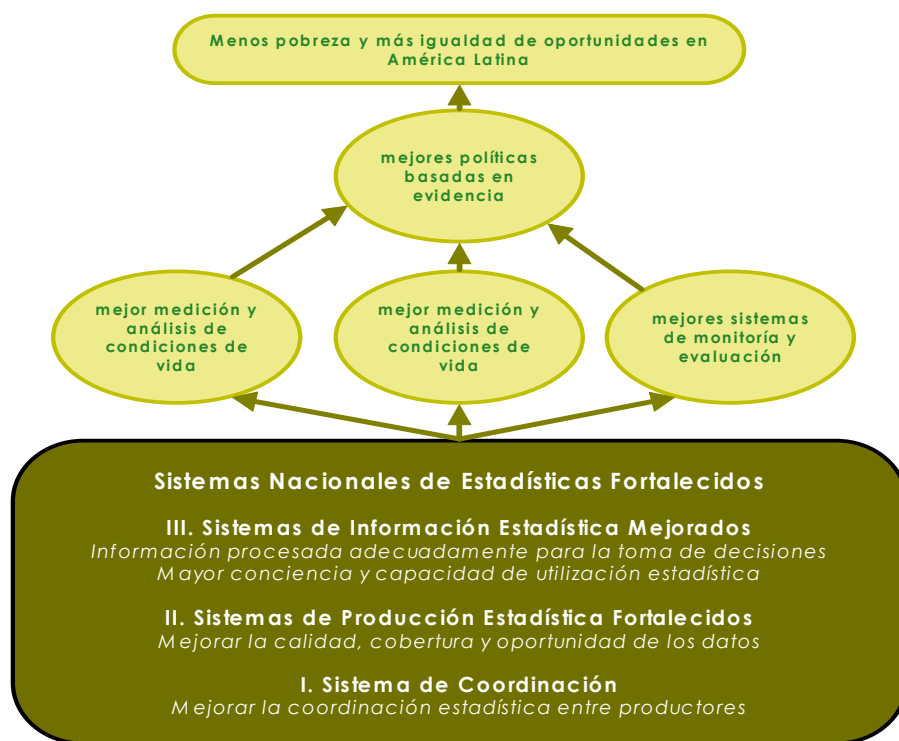 Menos pobreza y más igualdad de oportunidades en
América Latina
mejores políticas
basadas en
evidencia
mejor medición y
análisis de
condiciones de
vida
mejor medición y
análisis de
condiciones de
vida
mejores sistemas
de monitoría y
evaluación
Sistemas Nacionales de Estadísticas Fortalecidos
III. Sistemas de Información Estadística Mejorados
Información procesada adecuadamente para la toma de decisiones
Mayor conciencia y capacidad de utilización estadística
II. Sistemas de Producción Estadística Fortalecidos
Mejorar la calidad, cobertura y oportunidad de los datos
I. Sistema de Coordinación
Mejorar la coordinación estadística entre productores